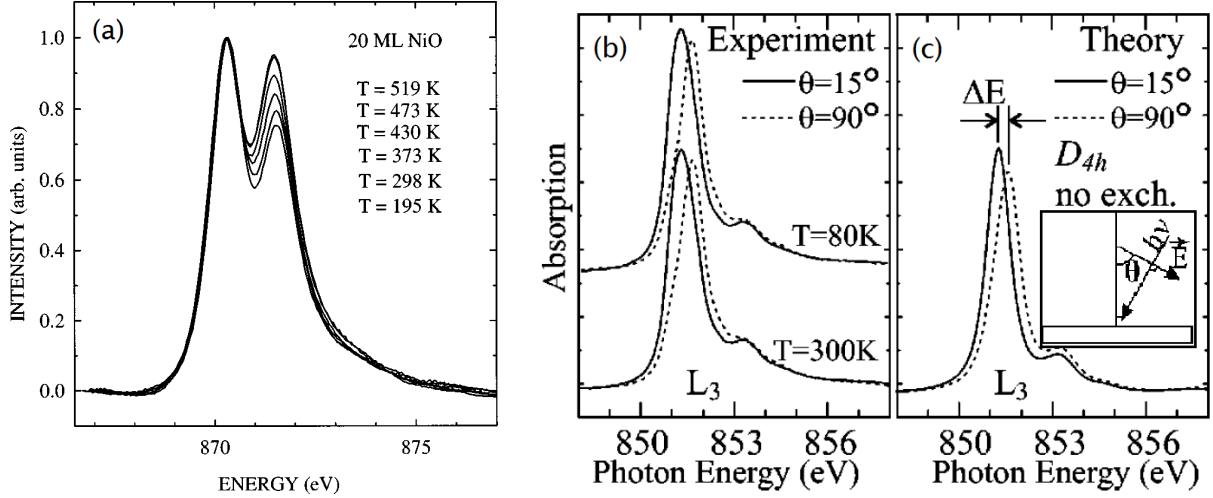 (a)
20 ML NiO
T = 519 K
T = 473 K
T = 430 K
T = 373 K
T = 298 K
T = 195 K
1.0
0.8
0.6
0.4
0.2
0.0
INTENSITY (arb. units)
870
875
ENERGY (eV)
(b)
Experiment
θ=15°
θ=90°
T=80K
T=300K
L3
Absorption
850
853
856
Photon Energy (eV)
(c)
Theory
θ=15°
θ=90°
ΔE
D4h
no exch.
hν
E
θ
L3
850
853
856
Photon Energy (eV)